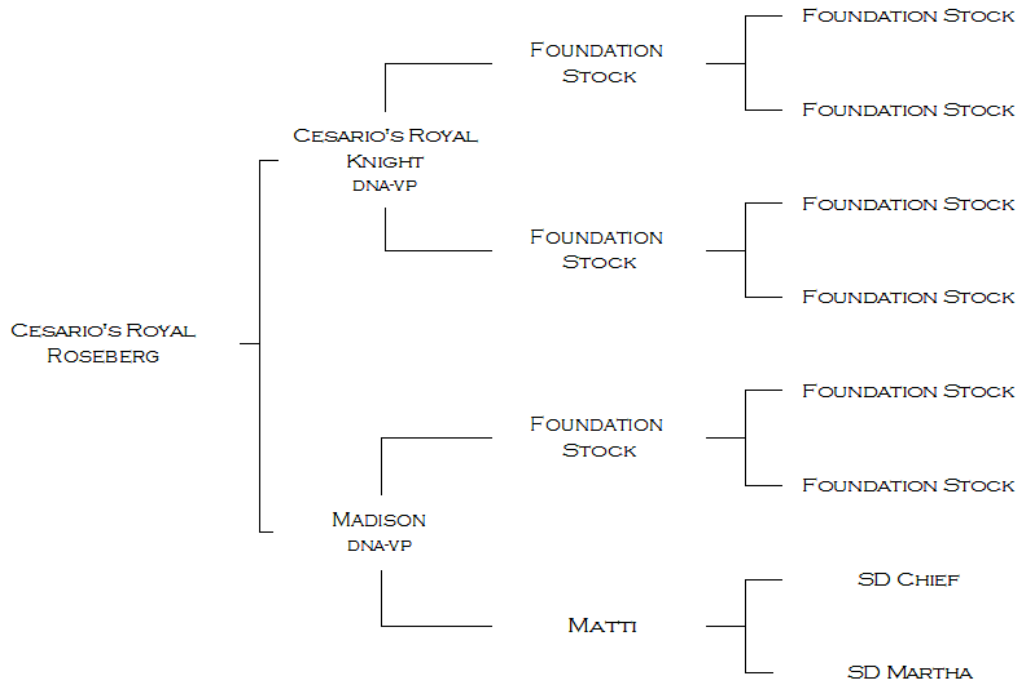 Foundation Stock
Foundation
Stock
Foundation Stock
Cesario's Royal
Knight
DNA-VP
Foundation Stock
Foundation
Stock
Foundation Stock
Cesario's Royal
Roseberg
Foundation Stock
Foundation
Stock
Foundation Stock
Madison
DNA-VP
SD Chief
Matti
SD Martha